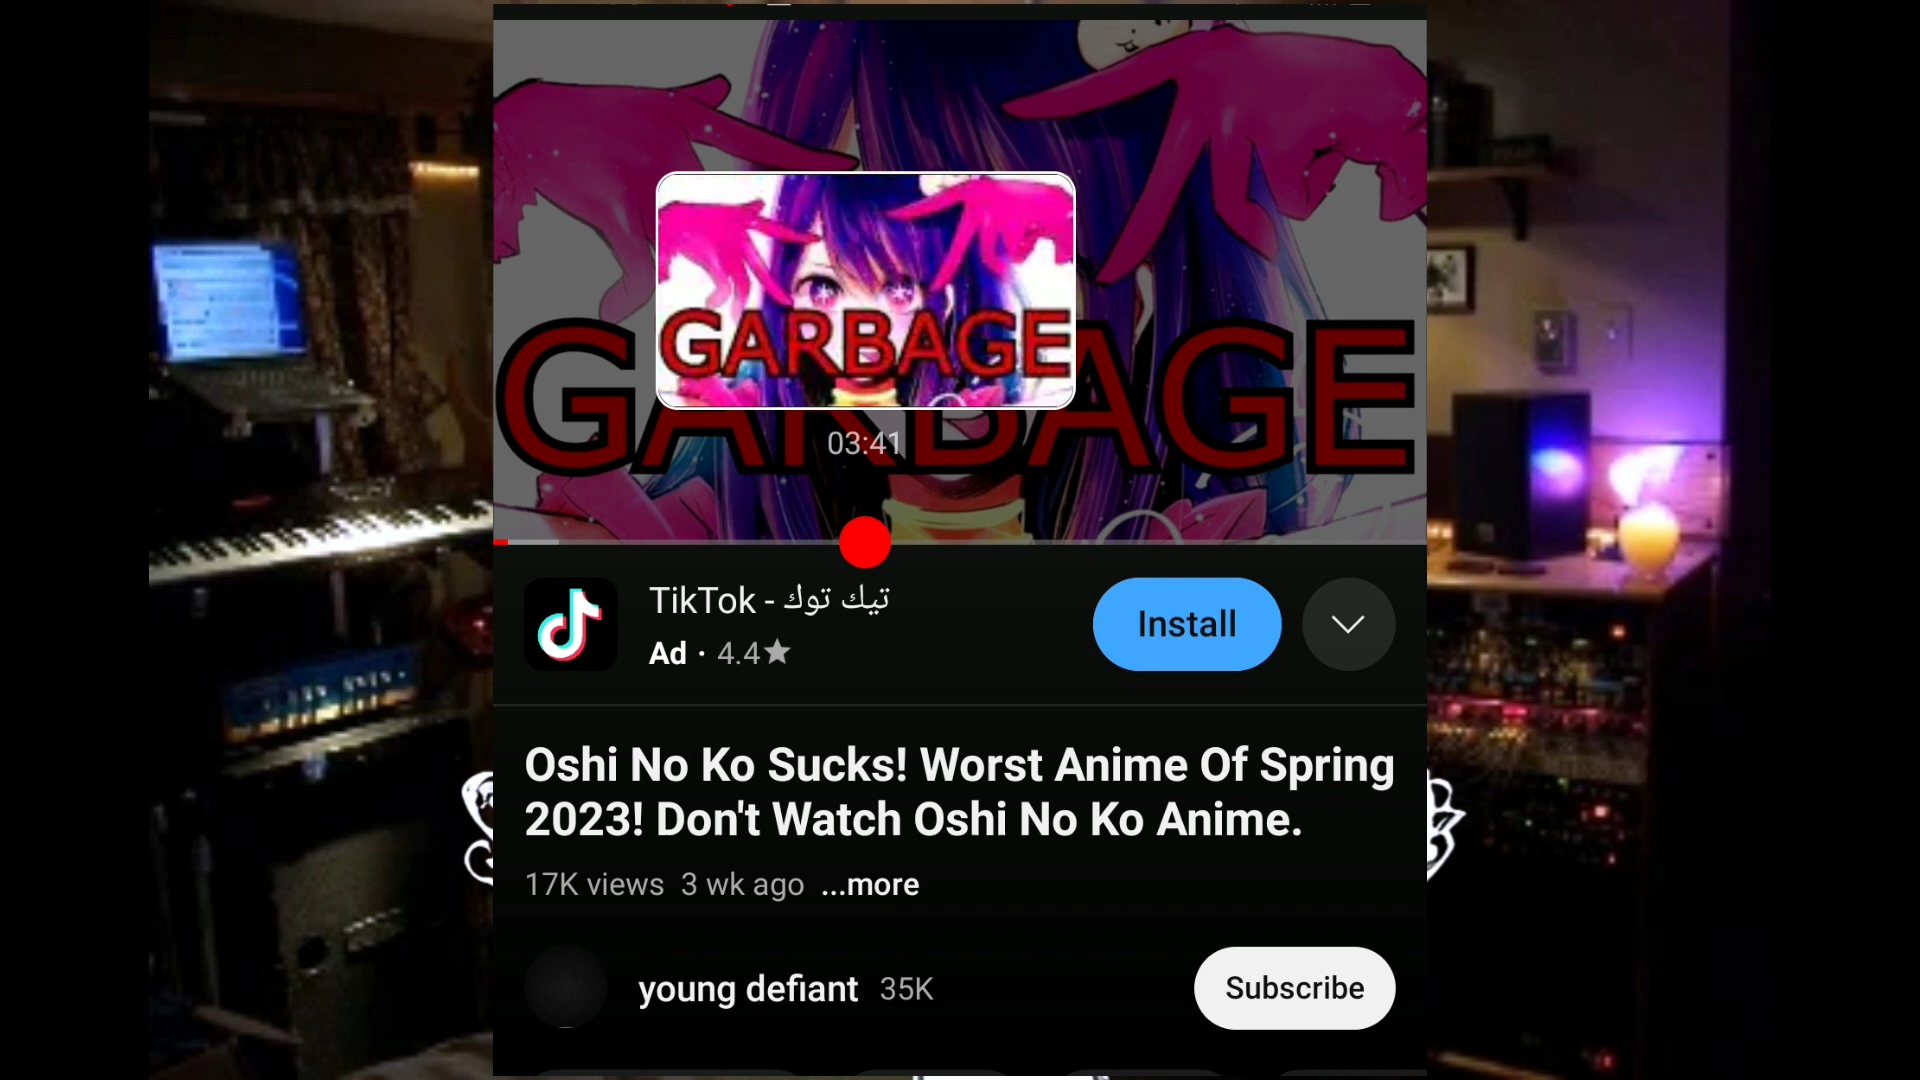 GARBAGE
GARBAGE
03:41
TikTok - تيك توك
Install
Ad · 4.4★
Oshi No Ko Sucks! Worst Anime Of Spring
2023! Don't Watch Oshi No Ko Anime.
17K views 3 wk ago ...more
young defiant 35K
Subscribe